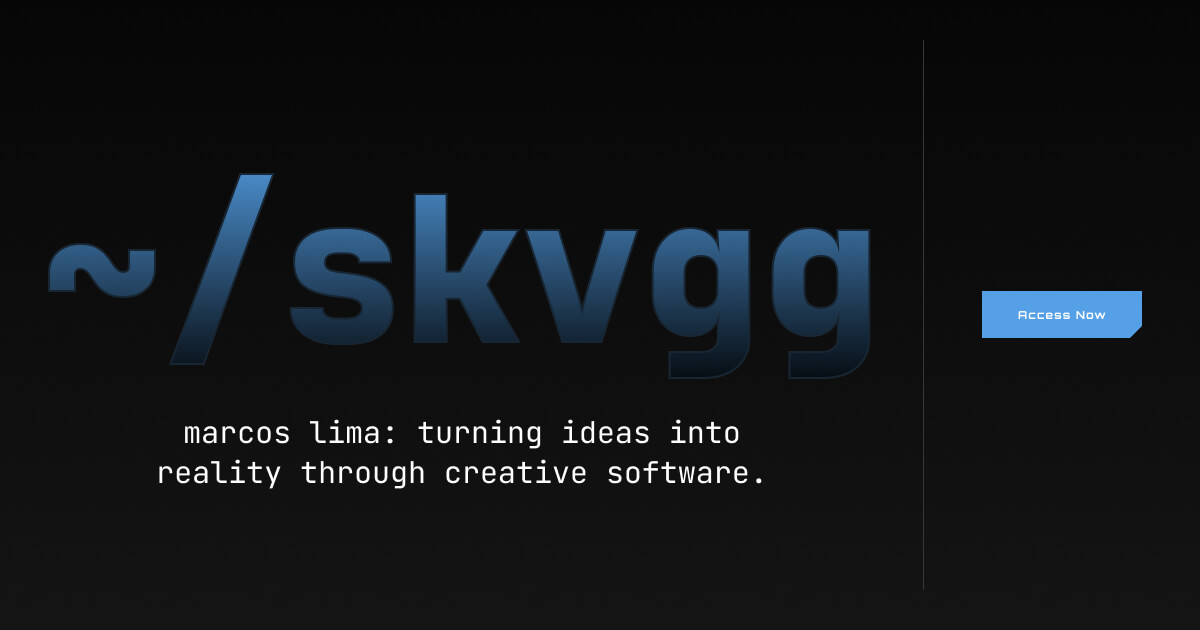 ~/skvgg
marcos lima: turning ideas into
reality through creative software.
Access Now